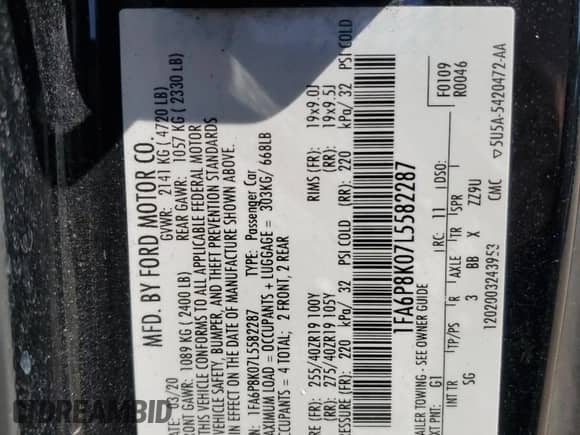 MFD. BY FORD MOTOR CO.
DATE: 03/20 GVWR: 2141 KG ( 4720 LB)
FRONT GAWR: 1089 KG ( 2400 LB) REAR GAWR: 1057 KG ( 2330 LB)
THIS VEHICLE CONFORMS TO ALL APPLICABLE FEDERAL MOTOR
VEHICLE SAFETY, BUMPER, AND THEFT PREVENTION STANDARDS
IN EFFECT ON THE DATE OF MANUFACTURE SHOWN ABOVE.
VIN: 1FA6P8K07L5582287 TYPE: Passenger Car
MAXIMUM LOAD = OCCUPANTS + LUGGAGE = 303KG/ 668LB
OCCUPANTS = 4 TOTAL; 2 FRONT, 2 REAR
TIRES (FR): 255/40ZR19 100Y RIMS (FR): 19x9.0J
(RR): 275/40ZR19 105Y (RR): 19x9.5J
PRESSURE (FR): 220 kPa/ 32 PSI COLD (RR): 220 kPa/ 32 PSI COLD
1FA6P8K07L5582287
TRAILER TOWING - SEE OWNER GUIDE
F0109
R0046
EXT PNT: G1 RC: 11 DSO:
INT TR TP/PS R AXLE TR SPR
SG 3 BB X ZZ9U
1202003243953 CMC ▽5U5A-5420472-AA
BIDREAMBID